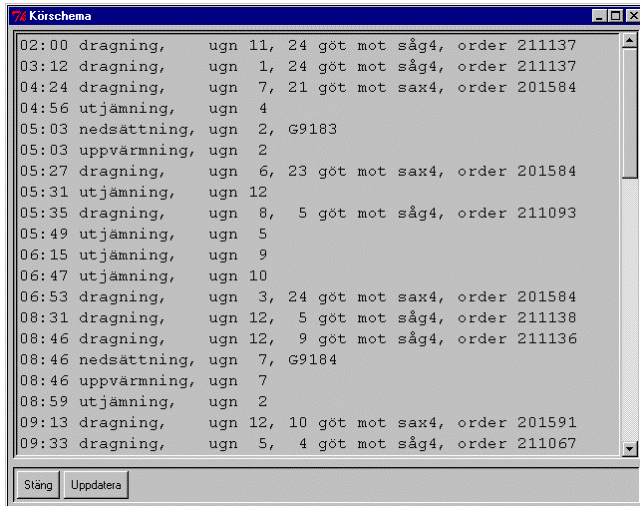 Körschema
02:00 dragning, ugn 11, 24 göt mot såg4, order 211137
03:12 dragning, ugn 1, 24 göt mot såg4, order 211137
04:24 dragning, ugn 7, 21 göt mot sax4, order 201584
04:56 utjämning, ugn 4
05:03 nedsättning, ugn 2, G9183
05:03 uppvärmning, ugn 2
05:27 dragning, ugn 6, 23 göt mot sax4, order 201584
05:31 utjämning, ugn 12
05:35 dragning, ugn 8, 5 göt mot såg4, order 211093
05:49 utjämning, ugn 5
06:15 utjämning, ugn 9
06:47 utjämning, ugn 10
06:53 dragning, ugn 3, 24 göt mot sax4, order 201584
08:31 dragning, ugn 12, 5 göt mot såg4, order 211138
08:46 dragning, ugn 12, 9 göt mot såg4, order 211136
08:46 nedsättning, ugn 7, G9184
08:46 uppvärmning, ugn 7
08:59 utjämning, ugn 2
09:13 dragning, ugn 12, 10 göt mot sax4, order 201591
09:33 dragning, ugn 5, 4 göt mot såg4, order 211067
Stäng Uppdatera